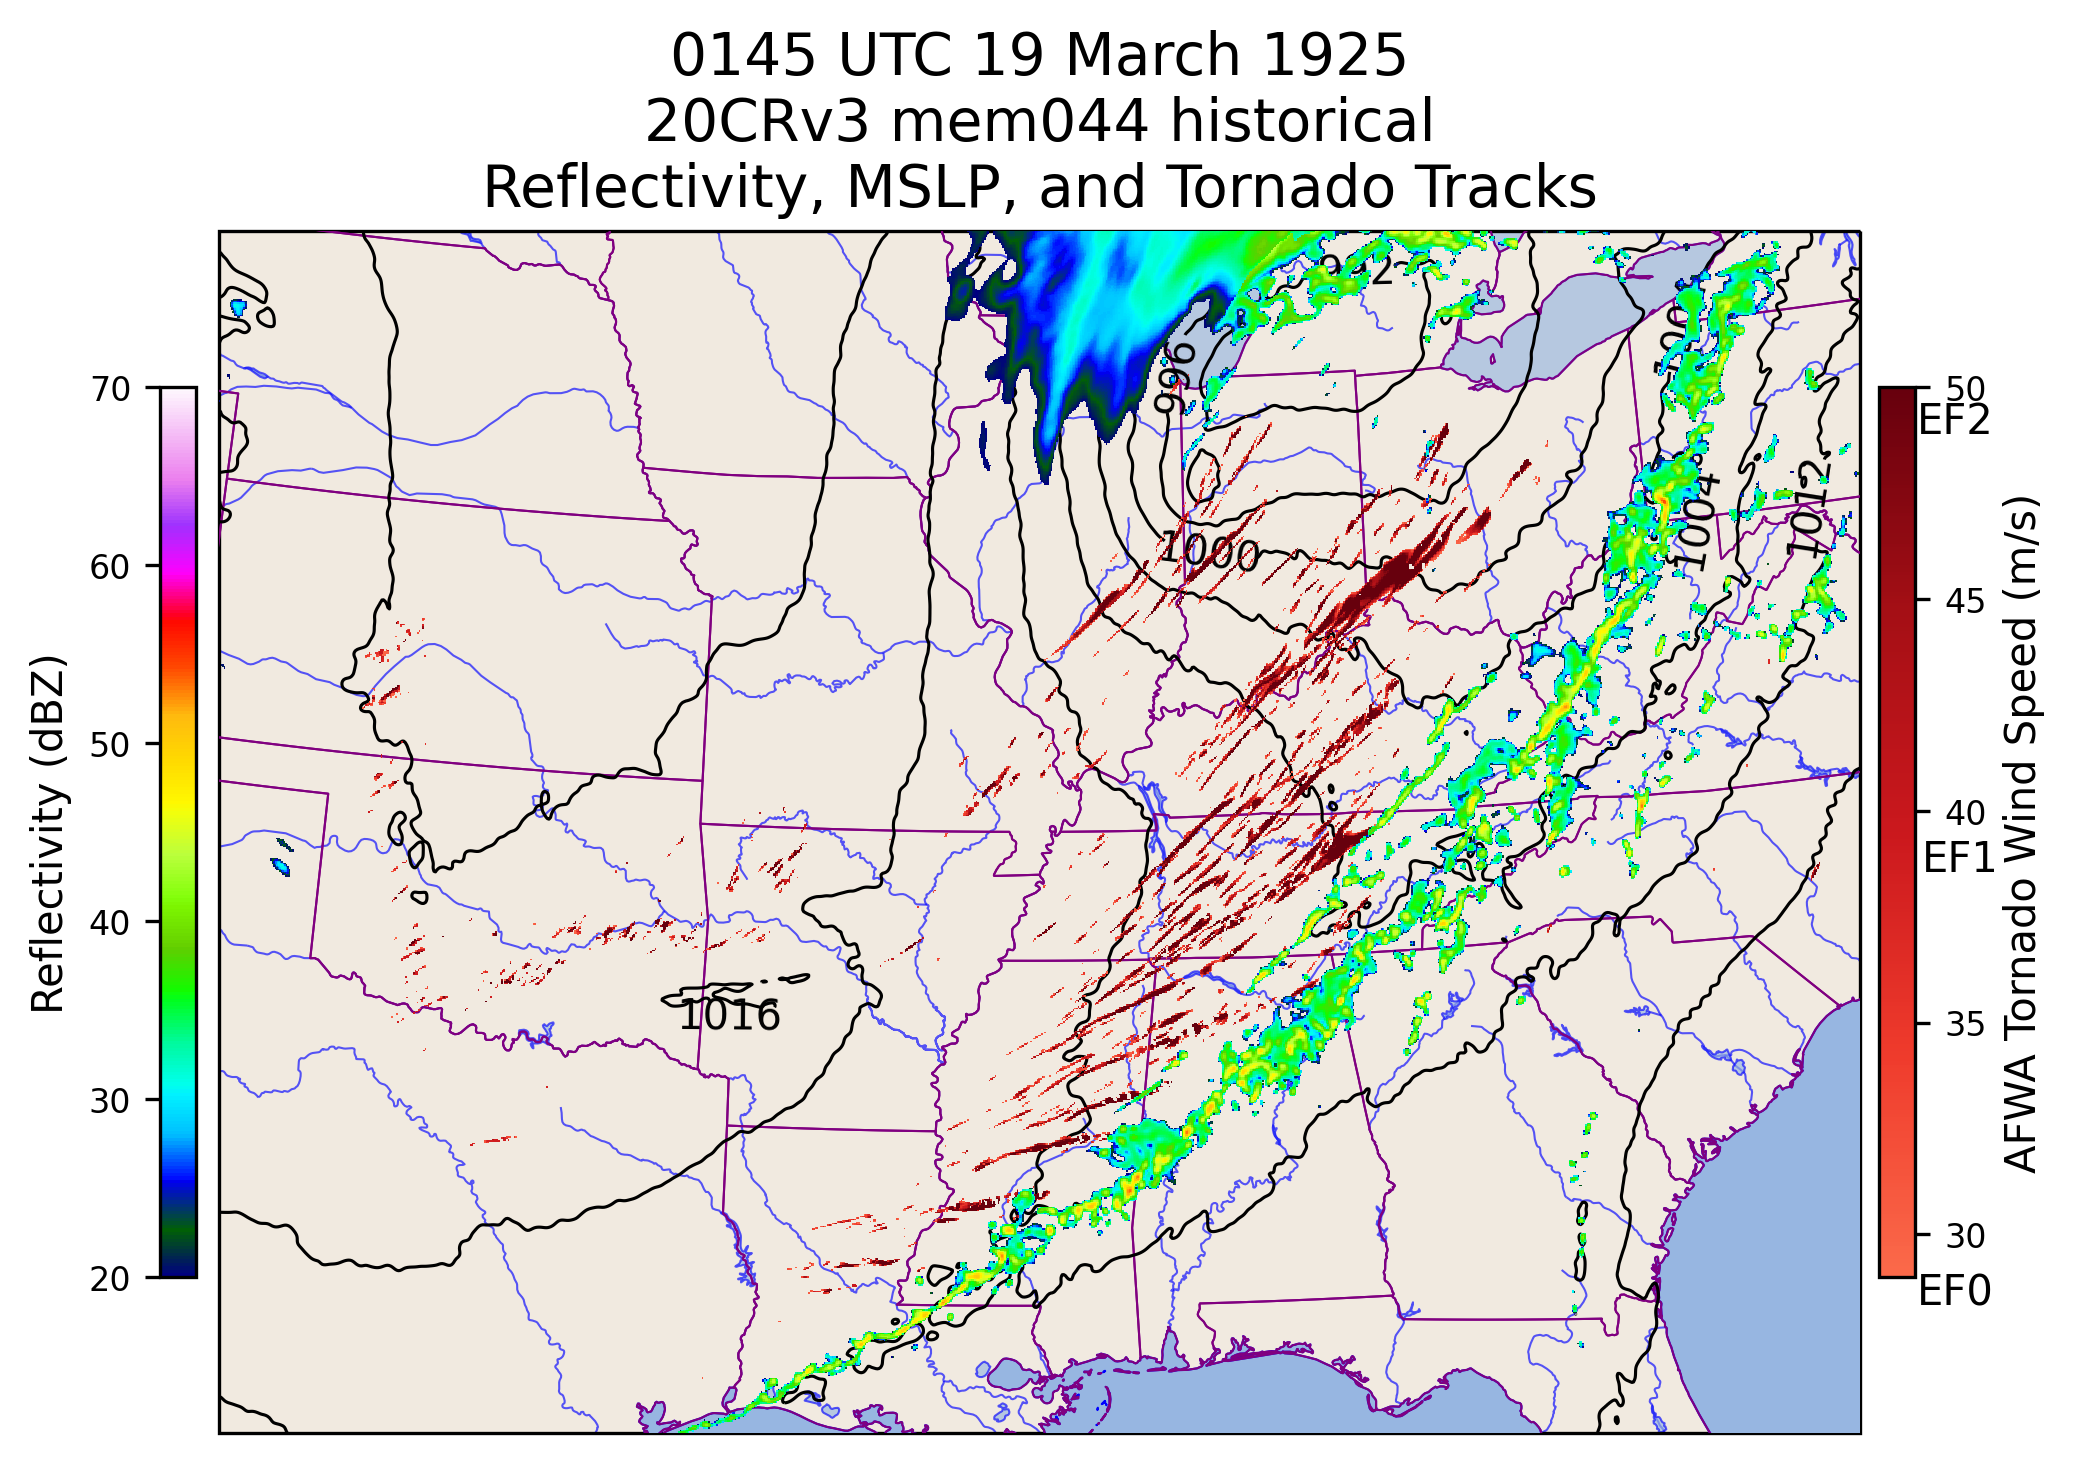 0145 UTC 19 March 1925
20CRv3 mem044 historical
Reflectivity, MSLP, and Tornado Tracks
Reflectivity (dBZ)
70
60
50
40
30
20
996
1000
1004
1012
1016
50
EF2
45
40
EF1
35
30
EF0
AFWA Tornado Wind Speed (m/s)